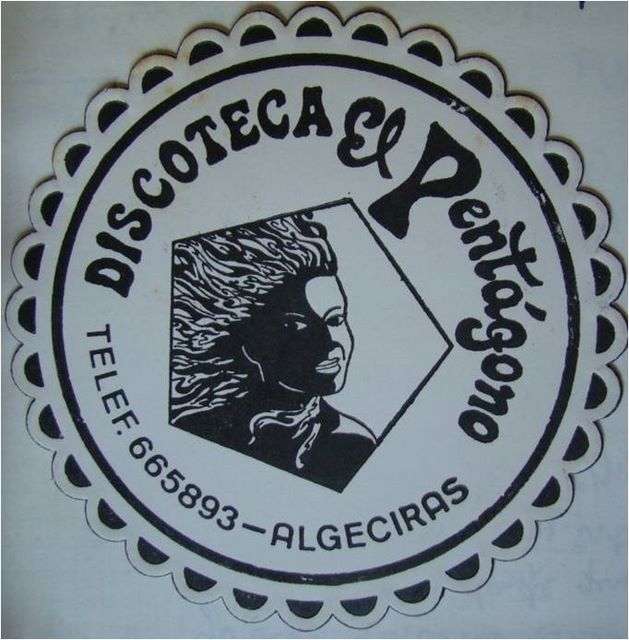 DISCOTECA El Pentágono
TELEF. 665893 - ALGECIRAS